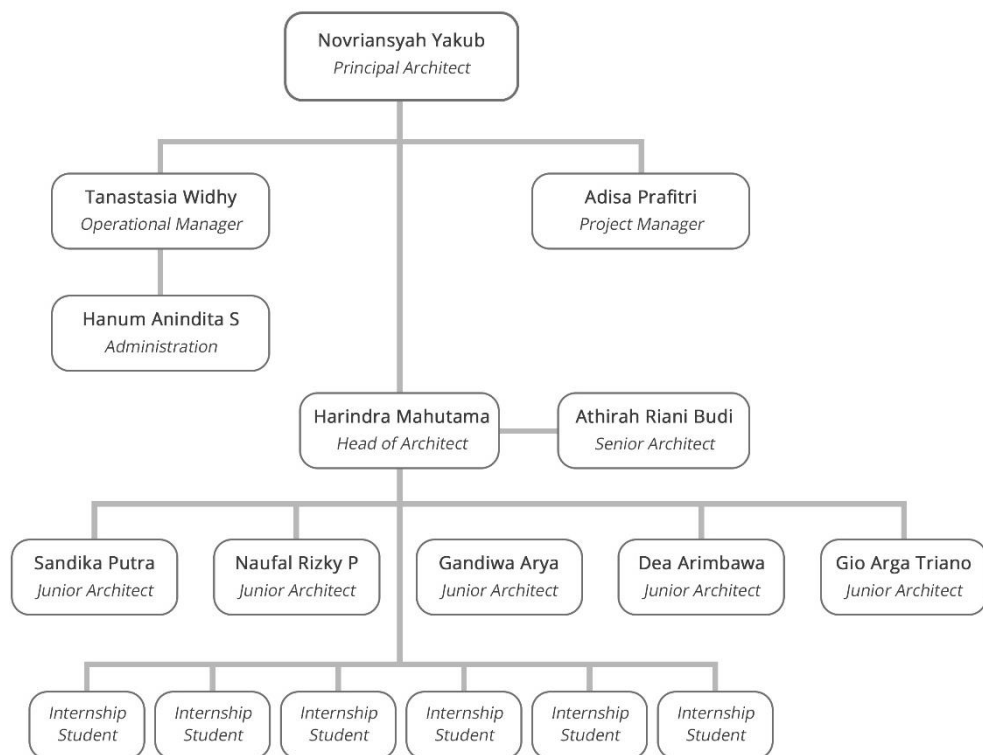 Novriansyah Yakub
Principal Architect
Tanastasia Widhy
Operational Manager
Adisa Prafitri
Project Manager
Hanum Anindita S
Administration
Harindra Mahutama
Head of Architect
Athirah Riani Budi
Senior Architect
Sandika Putra
Junior Architect
Naufal Rizky P
Junior Architect
Gandiwa Arya
Junior Architect
Dea Arimbawa
Junior Architect
Gio Arga Triano
Junior Architect
Internship
Student
Internship
Student
Internship
Student
Internship
Student
Internship
Student
Internship
Student